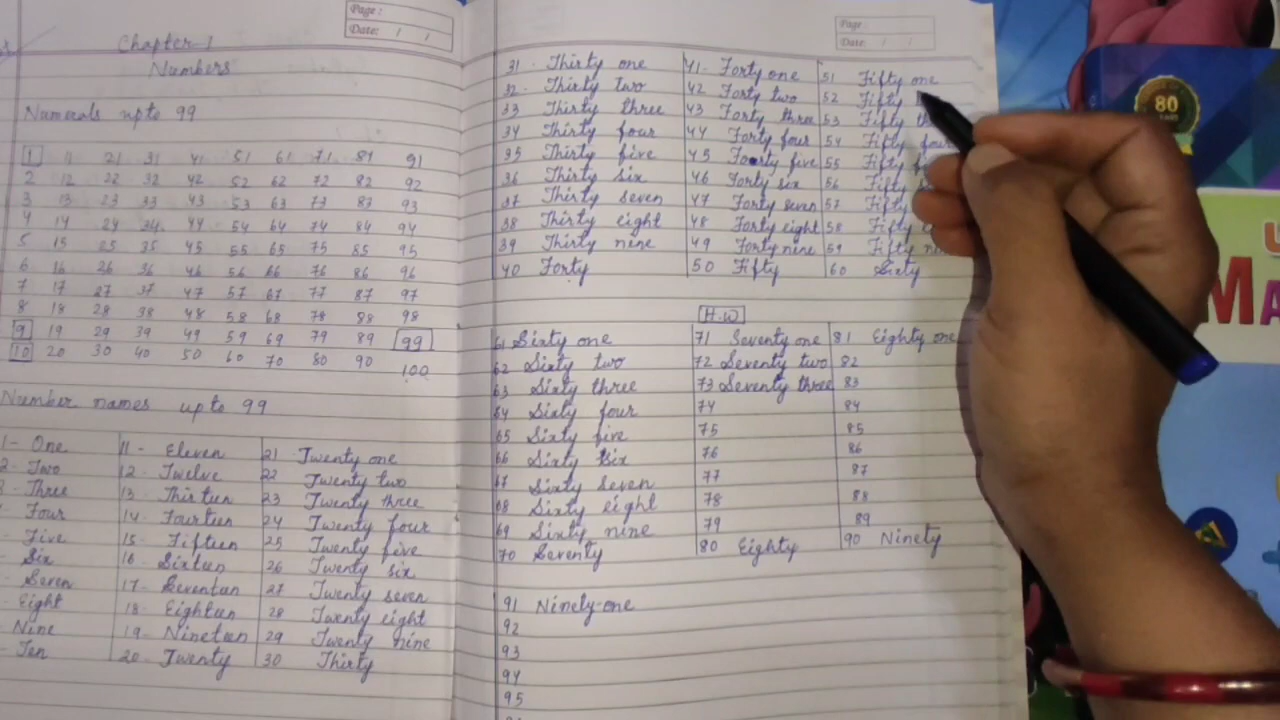 Page:
Date: / /
Chapter 1
Numbers
Numerals upto 99
1 11 21 31 41 51 61 71 81 91
2 12 22 32 42 52 62 72 82 92
3 13 23 33 43 53 63 73 83 93
4 14 24 34 44 54 64 74 84 94
5 15 25 35 45 55 65 75 85 95
6 16 26 36 46 56 66 76 86 96
7 17 27 37 47 57 67 77 87 97
8 18 28 38 48 58 68 78 88 98
9 19 29 39 49 59 69 79 89 99
10 20 30 40 50 60 70 80 90 100
Number names upto 99
1- One 11- Eleven 21 Twenty one
2- Two 12- Twelve 22 Twenty two
3- Three 13- Thirteen 23 Twenty three
Four 14- Fourteen 24 Twenty four
- Five 15- Fifteen 25 Twenty five
- Six 16- Sixteen 26 Twenty six
- Seven 17- Seventeen 27 Twenty seven
- Eight 18- Eighteen 28 Twenty eight
- Nine 19- Nineteen 29 Twenty nine
- Ten 20- Twenty 30 Thirty
Page:
Date: / /
31. Thirty one 41- Forty one 51 Fifty one
32. Thirty two 42 Forty two 52 Fifty
33 Thirty three 43 Forty three 53 Fifty
34 Thirty four 44 Forty four 54 Fifty four
35 Thirty five 45 Forty five 55 Fifty
36 Thirty six 46 Forty six 56 Fifty
37 Thirty seven 47 Forty seven 57 Fifty
38 Thirty eight 48 Forty eight 58 Fifty
39 Thirty nine 49 Forty nine 59 Fifty
40 Forty 50 Fifty 60 Sixty
H.W
61 Sixty one 71 Seventy one 81 Eighty one
62 Sixty two 72 Seventy two 82
63 Sixty three 73 Seventy three 83
64 Sixty four 74 84
65 Sixty five 75 85
66 Sixty six 76 86
67 Sixty seven 77 87
68 Sixty eight 78 88
69 Sixty nine 79 89
70 Seventy 80 Eighty 90 Ninety
91 Ninety-one
92
93
94
95
80